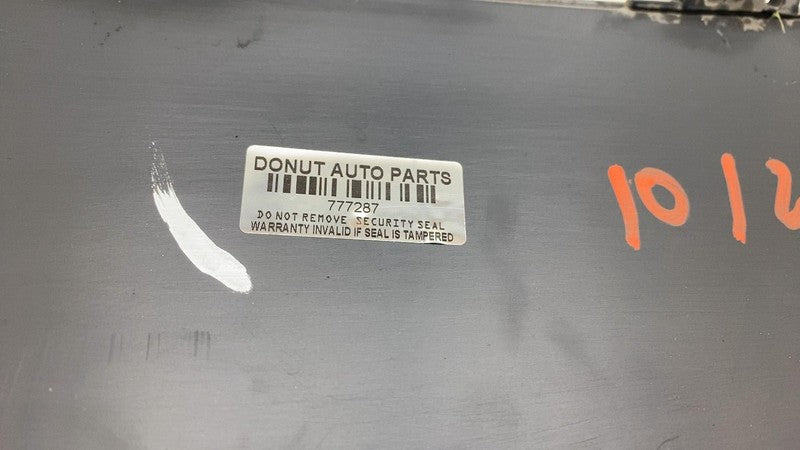 DONUT AUTO PARTS
777287
DO NOT REMOVE SECURITY SEAL
WARRANTY INVALID IF SEAL IS TAMPERED
10/2